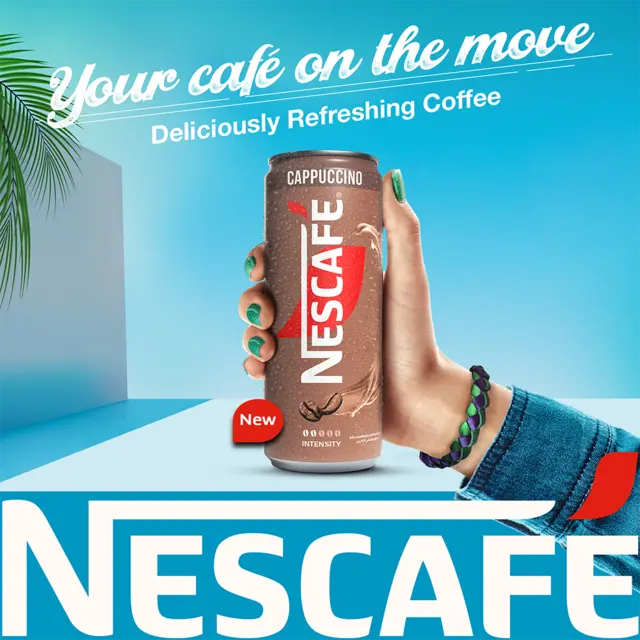 Your café on the move
Deliciously Refreshing Coffee
CAPPUCCINO
NESCAFÉ®
New
INTENSITY
NESCAFÉ